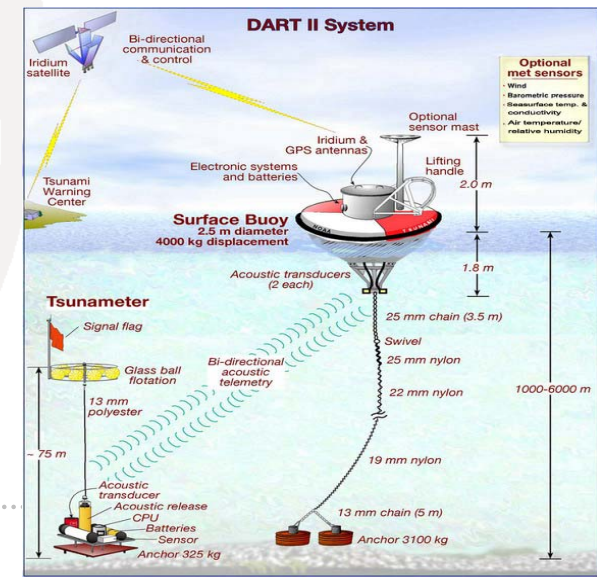 DART II System
Bi-directional
communication
& control
Iridium
satellite
Optional
met sensors
· Wind
· Barometric pressure
· Seasurface temp. &
conductivity
· Air temperature/
relative humidity
Optional
sensor mast
Iridium &
GPS antennas
Lifting
handle
Electronic systems
and batteries
2.0 m
Tsunami
Warning
Center
Surface Buoy
2.5 m diameter
4000 kg displacement
NOAA
TSUNAMI
1.8 m
Acoustic transducers
(2 each)
Tsunameter
25 mm chain (3.5 m)
Signal flag
Swivel
25 mm nylon
Bi-directional
acoustic
telemetry
Glass ball
flotation
22 mm nylon
1000-6000 m
13 mm
polyester
~ 75 m
19 mm nylon
Acoustic
transducer
Acoustic release
CPU
Batteries
Sensor
Anchor 325 kg
13 mm chain (5 m)
Anchor 3100 kg